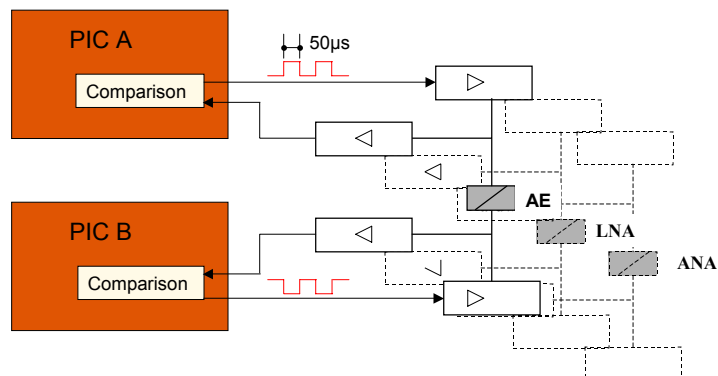 PIC A
50µs
Comparison
AE
LNA
PIC B
ANA
Comparison